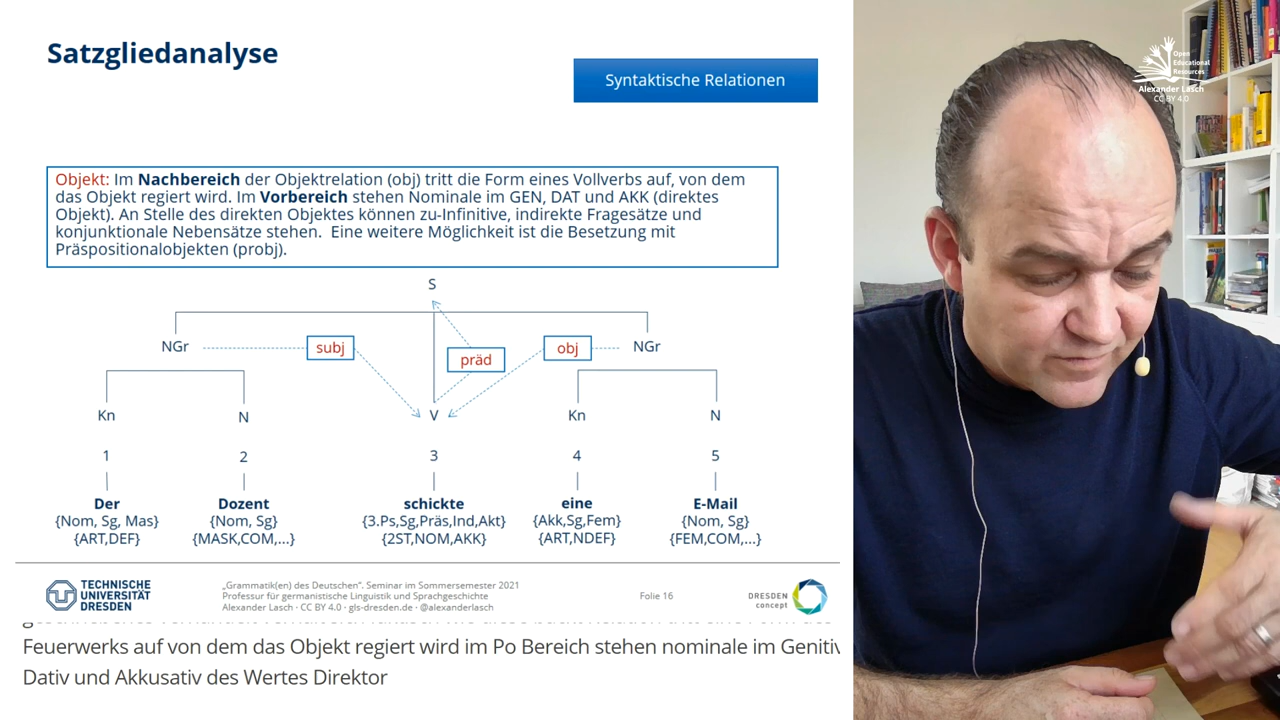 Satzgliedanalyse
Syntaktische Relationen
Open
Educational
Resources
Alexander Lasch
CC BY 4.0
Objekt: Im Nachbereich der Objektrelation (obj) tritt die Form eines Vollverbs auf, von dem
das Objekt regiert wird. Im Vorbereich stehen Nominale im GEN, DAT und AKK (direktes
Objekt). An Stelle des direkten Objektes können zu-Infinitive, indirekte Fragesätze und
konjunktionale Nebensätze stehen. Eine weitere Möglichkeit ist die Besetzung mit
Präspositionalobjekten (probj).
S
NGr subj präd obj NGr
Kn N V Kn N
1 2 3 4 5
Der Dozent schickte eine E-Mail
{Nom, Sg, Mas} {Nom, Sg} {3.Ps,Sg,Präs,Ind,Akt} {Akk,Sg,Fem} {Nom, Sg}
{ART,DEF} {MASK,COM,...} {2ST,NOM,AKK} {ART,NDEF} {FEM,COM,...}
TECHNISCHE
UNIVERSITÄT
DRESDEN
„Grammatik(en) des Deutschen“. Seminar im Sommersemester 2021
Professur für germanistische Linguistik und Sprachgeschichte
Alexander Lasch · CC BY 4.0 · gls-dresden.de · @alexanderlasch
Folie 16
DRESDEN
concept
Feuerwerks auf von dem das Objekt regiert wird im Po Bereich stehen nominale im Genitiv
Dativ und Akkusativ des Wertes Direktor